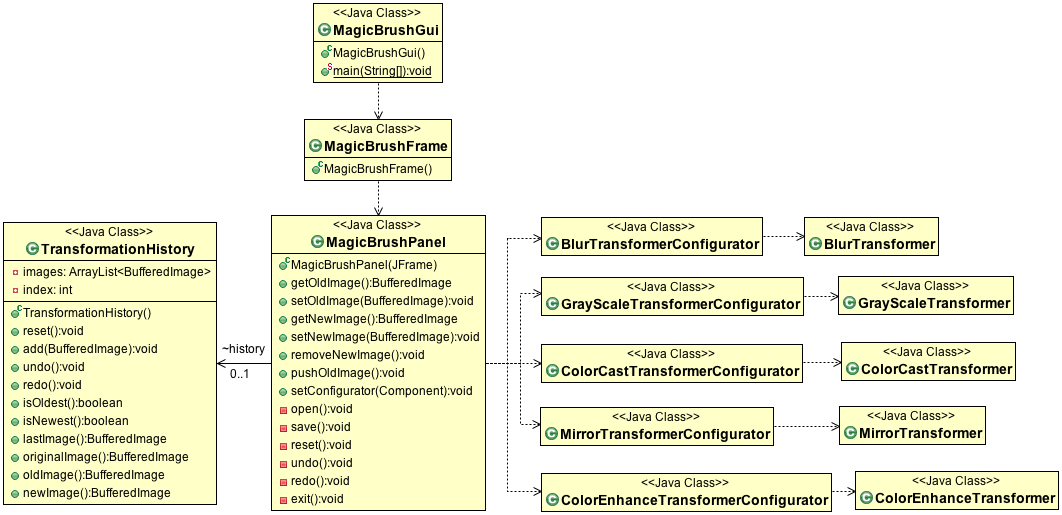 <<Java Class>>
MagicBrushGui
MagicBrushGui()
main(String[]):void
<<Java Class>>
MagicBrushFrame
MagicBrushFrame()
<<Java Class>>
TransformationHistory
images: ArrayList<BufferedImage>
index: int
TransformationHistory()
reset():void
add(BufferedImage):void
undo():void
redo():void
isOldest():boolean
isNewest():boolean
lastImage():BufferedImage
originalImage():BufferedImage
oldImage():BufferedImage
newImage():BufferedImage
~history
0..1
<<Java Class>>
MagicBrushPanel
MagicBrushPanel(JFrame)
getOldImage():BufferedImage
setOldImage(BufferedImage):void
getNewImage():BufferedImage
setNewImage(BufferedImage):void
removeNewImage():void
pushOldImage():void
setConfigurator(Component):void
open():void
save():void
reset():void
undo():void
redo():void
exit():void
<<Java Class>>
BlurTransformerConfigurator
<<Java Class>>
BlurTransformer
<<Java Class>>
GrayScaleTransformerConfigurator
<<Java Class>>
GrayScaleTransformer
<<Java Class>>
ColorCastTransformerConfigurator
<<Java Class>>
ColorCastTransformer
<<Java Class>>
MirrorTransformerConfigurator
<<Java Class>>
MirrorTransformer
<<Java Class>>
ColorEnhanceTransformerConfigurator
<<Java Class>>
ColorEnhanceTransformer